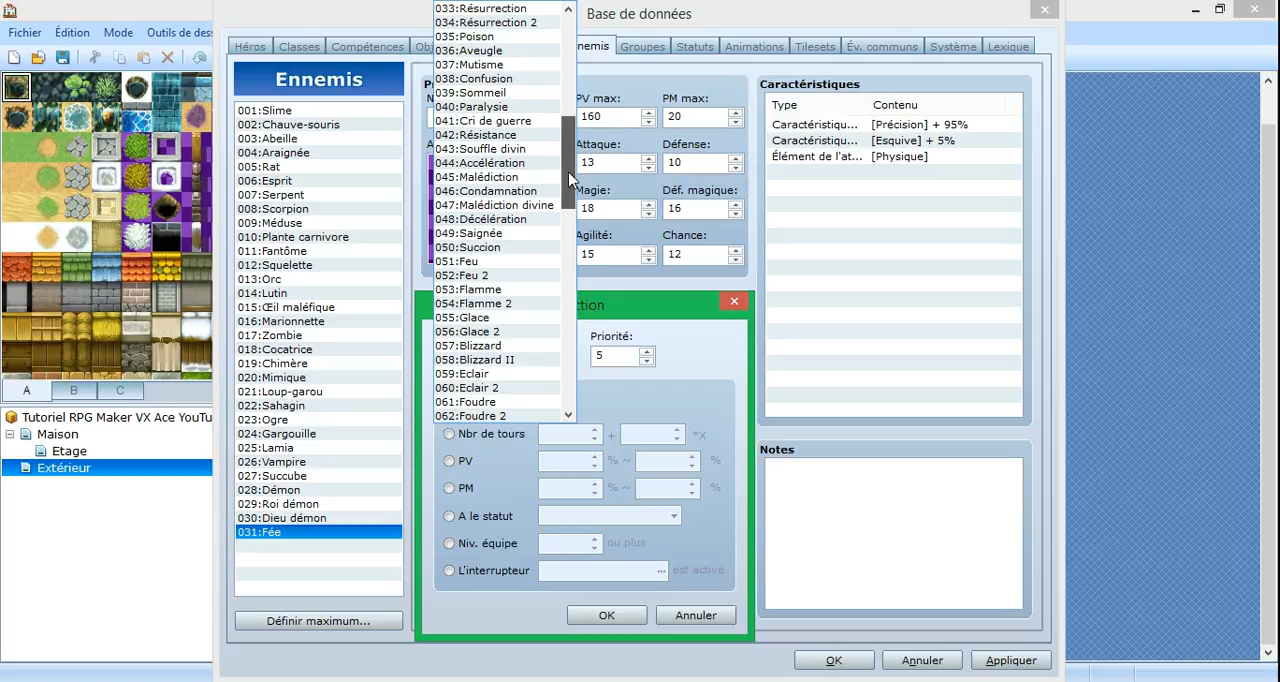 Base de données
Fichier Édition Mode Outils de des
Héros Classes Compétences Ob nemis Groupes Statuts Animations Tilesets Év. communs Système Lexique
Ennemis
001:Slime
002:Chauve-souris
003:Abeille
004:Araignée
005:Rat
006:Esprit
007:Serpent
008:Scorpion
009:Méduse
010:Plante carnivore
011:Fantôme
012:Squelette
013:Orc
014:Lutin
015:Œil maléfique
016:Marionnette
017:Zombie
018:Cocatrice
019:Chimère
020:Mimique
021:Loup-garou
022:Sahagin
023:Ogre
024:Gargouille
025:Lamia
026:Vampire
027:Succube
028:Démon
029:Roi démon
030:Dieu démon
031:Fée
Définir maximum...
033:Résurrection
034:Résurrection 2
035:Poison
036:Aveugle
037:Mutisme
038:Confusion
039:Sommeil
040:Paralysie
041:Cri de guerre
042:Résistance
043:Souffle divin
044:Accélération
045:Malédiction
046:Condamnation
047:Malédiction divine
048:Décélération
049:Saignée
050:Succion
051:Feu
052:Feu 2
053:Flamme
054:Flamme 2
055:Glace
056:Glace 2
057:Blizzard
058:Blizzard II
059:Eclair
060:Eclair 2
061:Foudre
062:Foudre 2
PV max: PM max:
160 20
Attaque: Défense:
13 10
Magie: Déf. magique:
18 16
Agilité: Chance:
15 12
ction
Priorité:
5
Nbr de tours + *X
PV % ~ %
PM % ~ %
A le statut
Niv. équipe ou plus
L'interrupteur ... est activé
OK Annuler
Caractéristiques
Type Contenu
Caractéristiqu... [Précision] + 95%
Caractéristiqu... [Esquive] + 5%
Élément de l'at... [Physique]
Notes
OK Annuler Appliquer
A B C
Tutoriel RPG Maker VX Ace YouTu
Maison
Etage
Extérieur